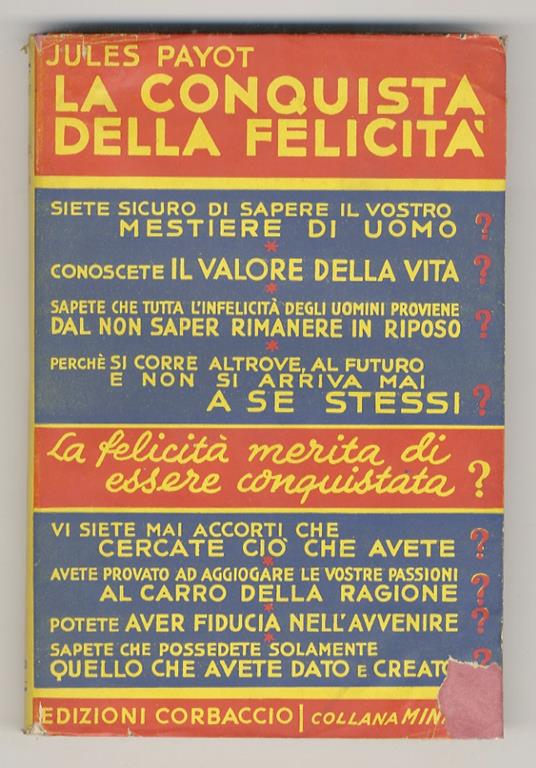 JULES PAYOT
LA CONQUISTA
DELLA FELICITA'
SIETE SICURO DI SAPERE IL VOSTRO
MESTIERE DI UOMO ?
*
CONOSCETE IL VALORE DELLA VITA ?
*
SAPETE CHE TUTTA L'INFELICITÀ DEGLI UOMINI PROVIENE
DAL NON SAPER RIMANERE IN RIPOSO ?
*
PERCHÈ SI CORRE ALTROVE, AL FUTURO
E NON SI ARRIVA MAI
A SE STESSI ?
La felicità merita di
essere conquistata ?
VI SIETE MAI ACCORTI CHE
CERCATE CIÒ CHE AVETE ?
*
AVETE PROVATO AD AGGIOGARE LE VOSTRE PASSIONI
AL CARRO DELLA RAGIONE ?
*
POTETE AVER FIDUCIA NELL'AVVENIRE ?
*
SAPETE CHE POSSEDETE SOLAMENTE
QUELLO CHE AVETE DATO E CREATO ?
EDIZIONI CORBACCIO | COLLANA